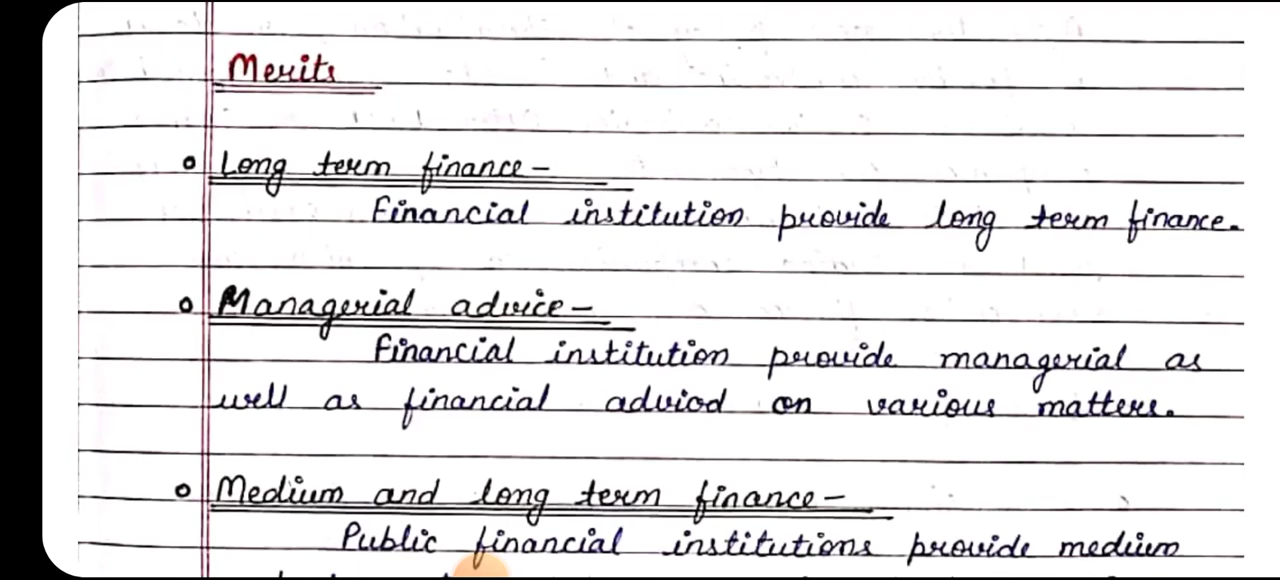 Merits
Long term finance-
Financial institution provide long term finance.
Managerial advice-
Financial institution provide managerial as
well as financial adviod on various matters.
Medium and long term finance-
Public financial institutions provide medium